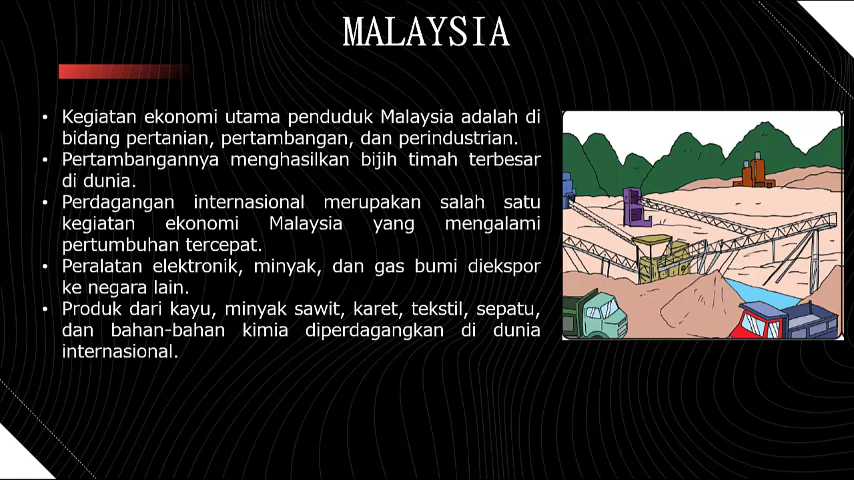 MALAYSIA
• Kegiatan ekonomi utama penduduk Malaysia adalah di
bidang pertanian, pertambangan, dan perindustrian.
• Pertambangannya menghasilkan bijih timah terbesar
di dunia.
• Perdagangan internasional merupakan salah satu
kegiatan ekonomi Malaysia yang mengalami
pertumbuhan tercepat.
• Peralatan elektronik, minyak, dan gas bumi diekspor
ke negara lain.
• Produk dari kayu, minyak sawit, karet, tekstil, sepatu,
dan bahan-bahan kimia diperdagangkan di dunia
internasional.